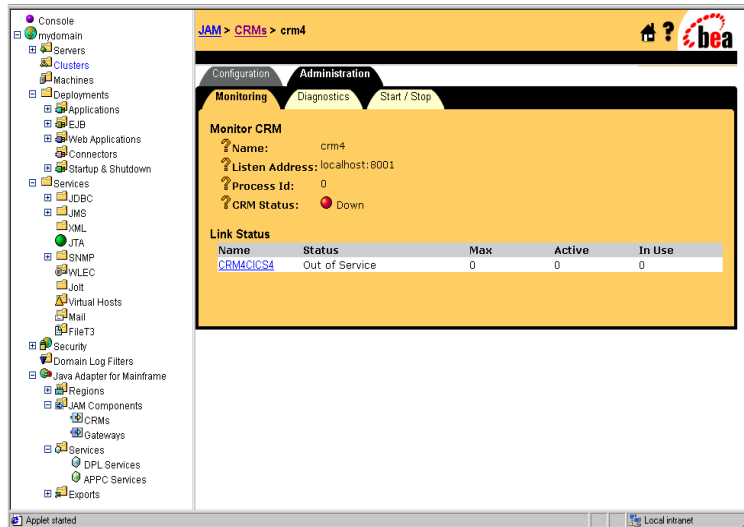 Console
mydomain
Servers
Clusters
Machines
Deployments
Applications
EJB
Web Applications
Connectors
Startup & Shutdown
Services
JDBC
JMS
XML
JTA
SNMP
WLEC
Jolt
Virtual Hosts
Mail
FileT3
Security
Domain Log Filters
Java Adapter for Mainframe
Regions
JAM Components
CRMs
Gateways
Services
DPL Services
APPC Services
Exports
JAM > CRMs > crm4
? bea
Configuration Administration
Monitoring Diagnostics Start / Stop
Monitor CRM
? Name: crm4
? Listen Address: localhost:8001
? Process Id: 0
? CRM Status: Down
Link Status
Name Status Max Active In Use
CRM4CICS4 Out of Service 0 0 0
Applet started Local intranet